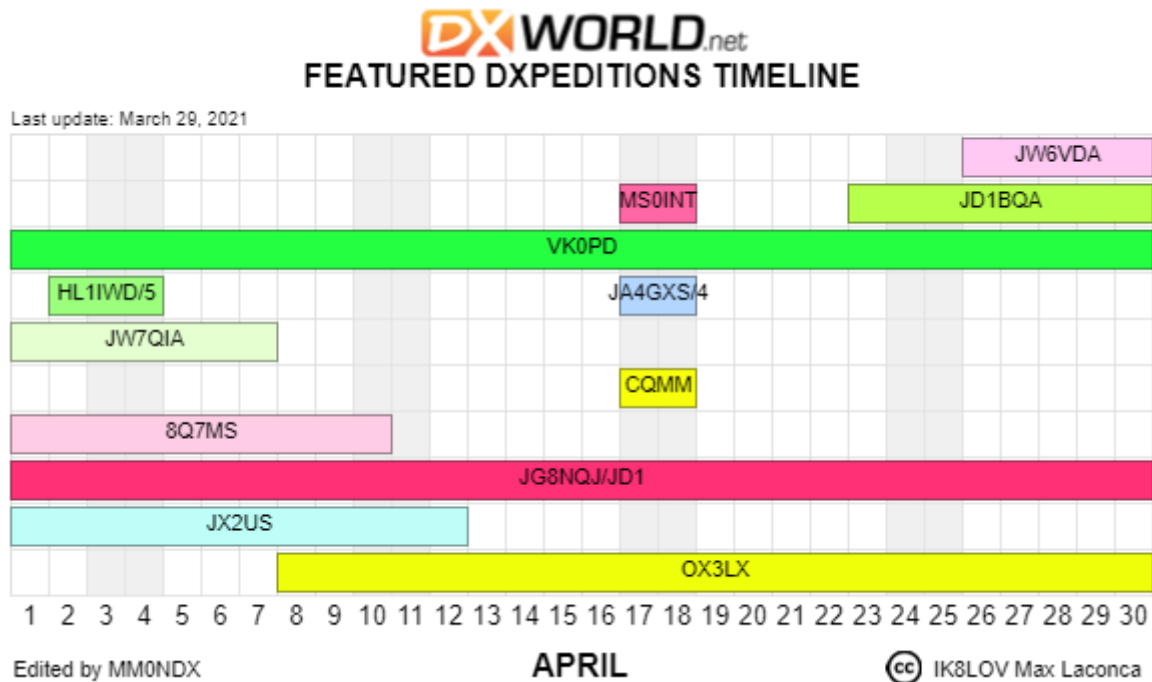 DX WORLD.net
FEATURED DXPEDITIONS TIMELINE
Last update: March 29, 2021
JW6VDA
MS0INT JD1BQA
VK0PD
HL1IWD/5 JA4GXS/4
JW7QIA
CQMM
8Q7MS
JG8NQJ/JD1
JX2US
OX3LX
1 2 3 4 5 6 7 8 9 10 11 12 13 14 15 16 17 18 19 20 21 22 23 24 25 26 27 28 29 30
Edited by MM0NDX APRIL cc IK8LOV Max Laconca